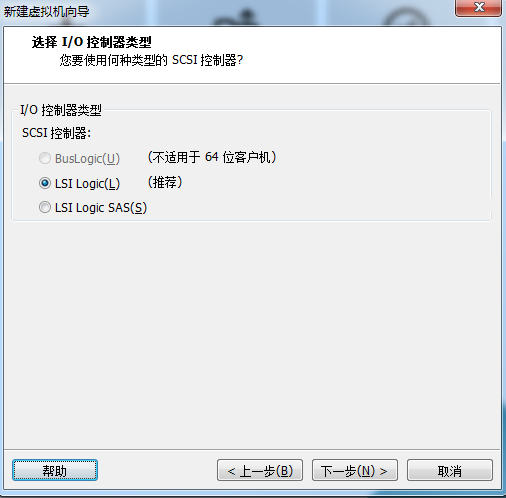 新建虚拟机向导
选择 I/O 控制器类型
您要使用何种类型的 SCSI 控制器?
I/O 控制器类型
SCSI 控制器:
BusLogic(U) (不适用于 64 位客户机)
LSI Logic(L) (推荐)
LSI Logic SAS(S)
帮助 < 上一步(B) 下一步(N) > 取消